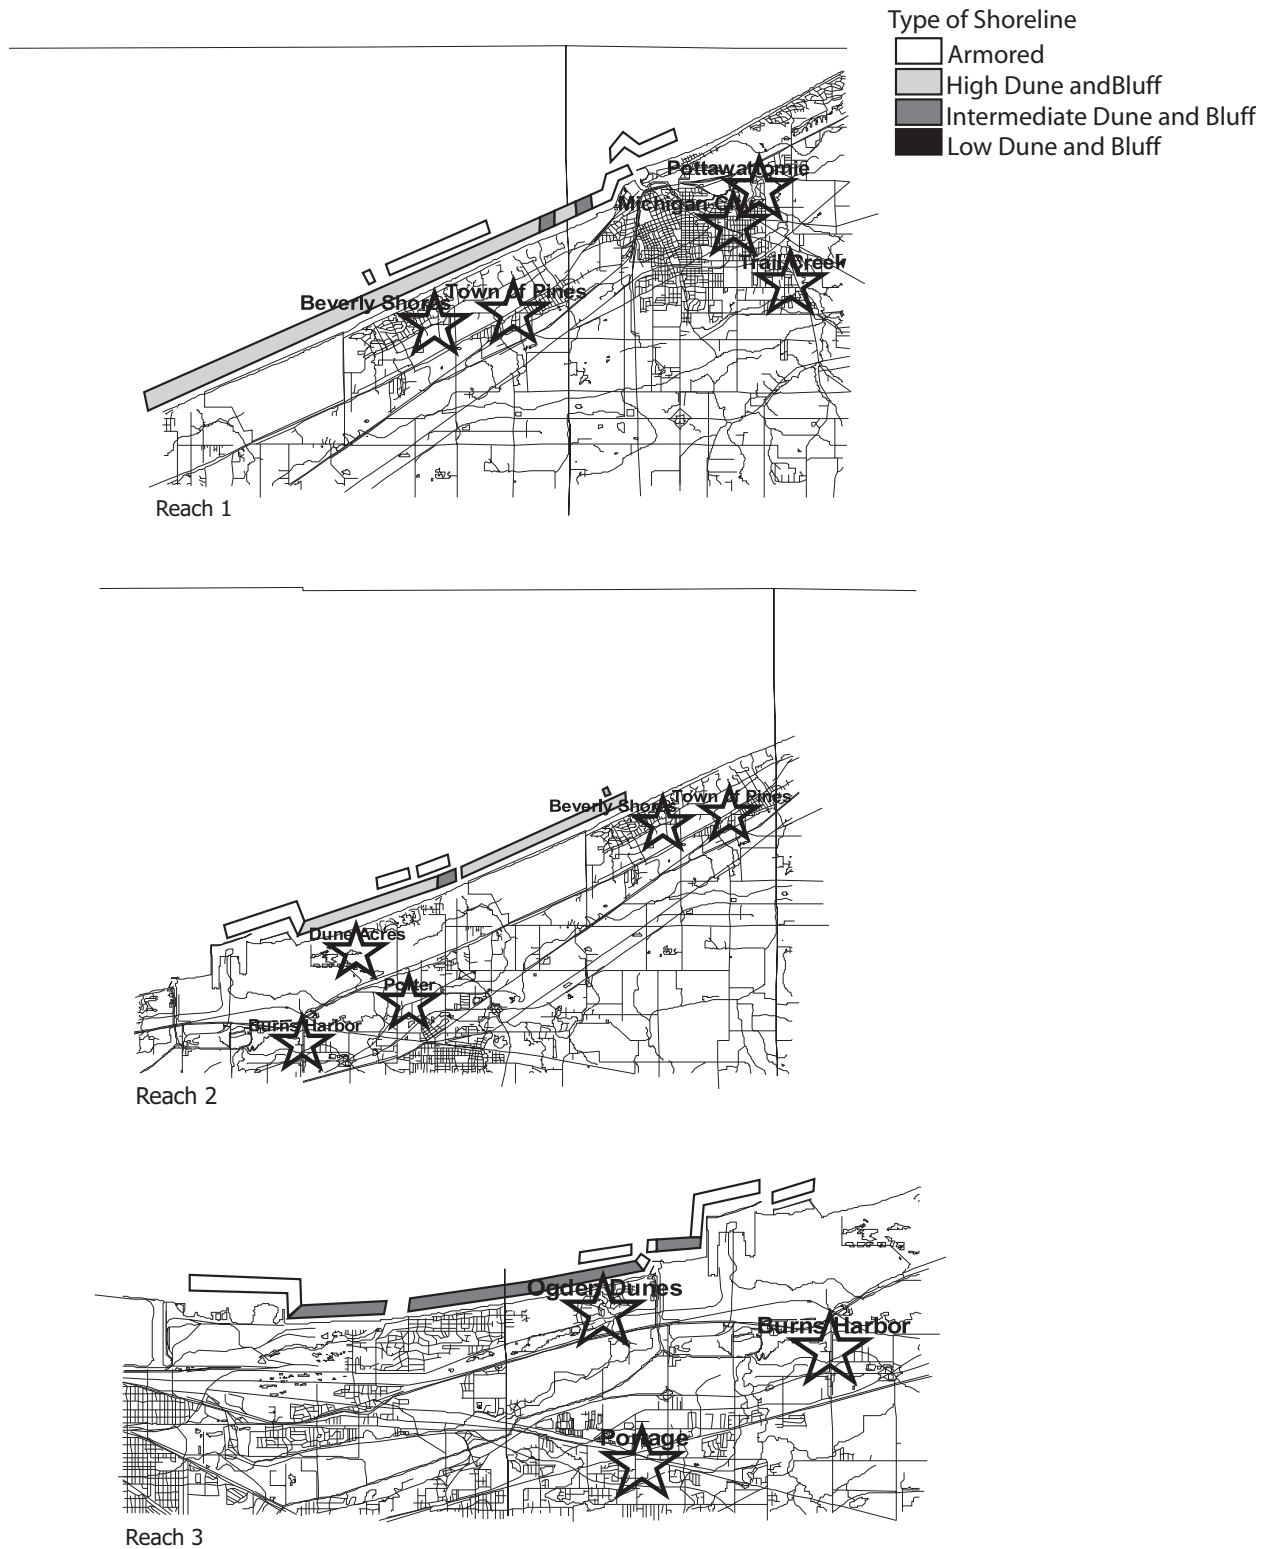 Type of Shoreline
Armored
High Dune andBluff
Intermediate Dune and Bluff
Low Dune and Bluff
Pottawattomie
Michigan City
Trail Creek
Town of Pines
Beverly Shores
Reach 1
Town of Pines
Beverly Shores
Dune Acres
Porter
Burns Harbor
Reach 2
Ogden Dunes
Burns Harbor
Portage
Reach 3